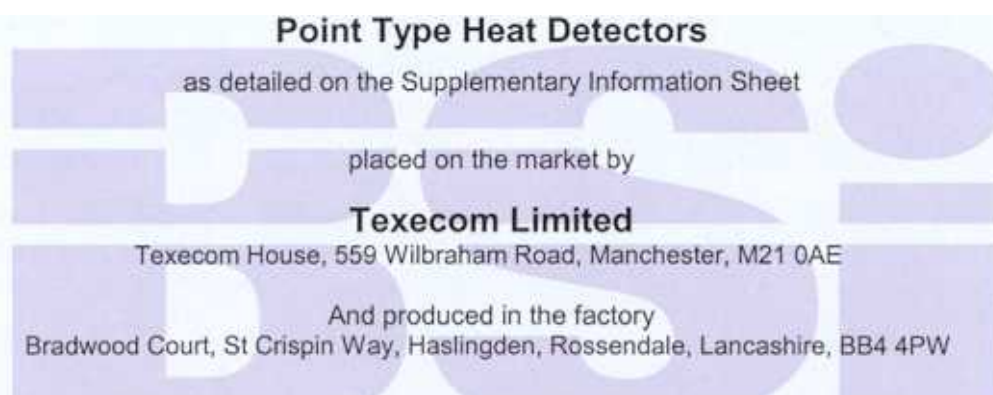 Point Type Heat Detectors
as detailed on the Supplementary Information Sheet
placed on the market by
Texecom Limited
Texecom House, 559 Wilbraham Road, Manchester, M21 0AE
And produced in the factory
Bradwood Court, St Crispin Way, Haslingden, Rossendale, Lancashire, BB4 4PW
BSi